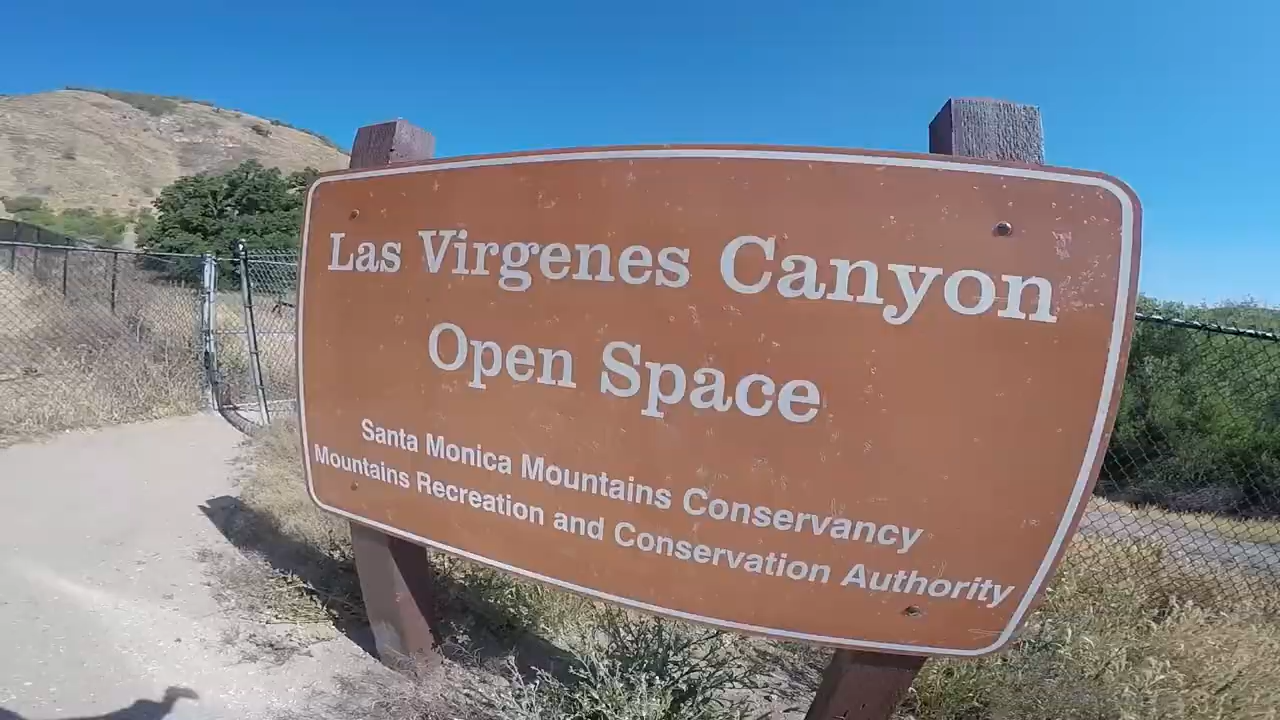 Las Virgenes Canyon
Open Space
Santa Monica Mountains Conservancy
Mountains Recreation and Conservation Authority